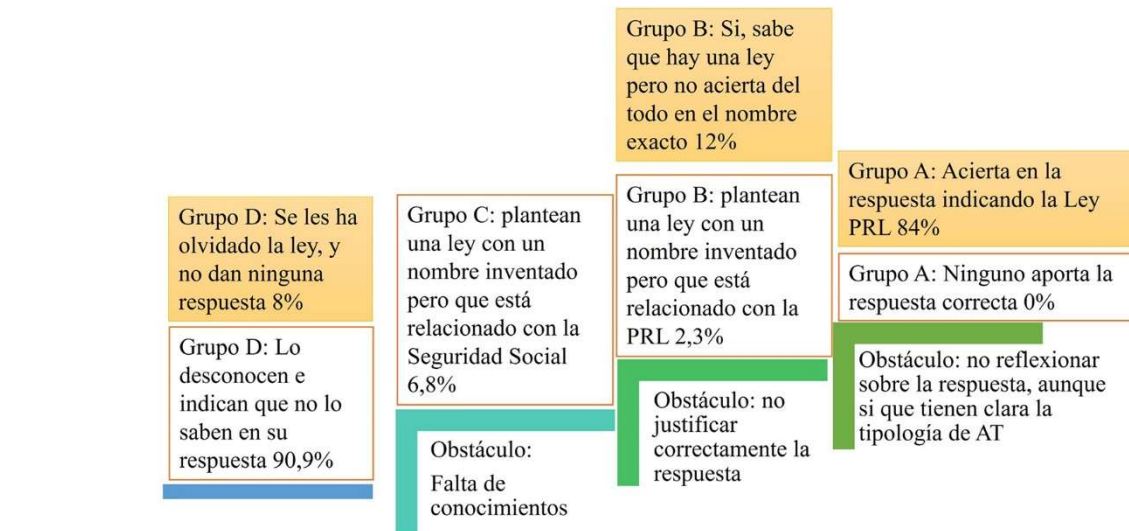 Grupo D: Se les ha
olvidado la ley, y
no dan ninguna
respuesta 8%
Grupo D: Lo
desconocen e
indican que no lo
saben en su
respuesta 90,9%
Grupo C: plantean
una ley con un
nombre inventado
pero que está
relacionado con la
Seguridad Social
6,8%
Obstáculo:
Falta de
conocimientos
Grupo B: Si, sabe
que hay una ley
pero no acierta del
todo en el nombre
exacto 12%
Grupo B: plantean
una ley con un
nombre inventado
pero que está
relacionado con la
PRL 2,3%
Obstáculo: no
justificar
correctamente la
respuesta
Grupo A: Acierta en la
respuesta indicando la Ley
PRL 84%
Grupo A: Ninguno aporta la
respuesta correcta 0%
Obstáculo: no reflexionar
sobre la respuesta, aunque
si que tienen clara la
tipología de AT